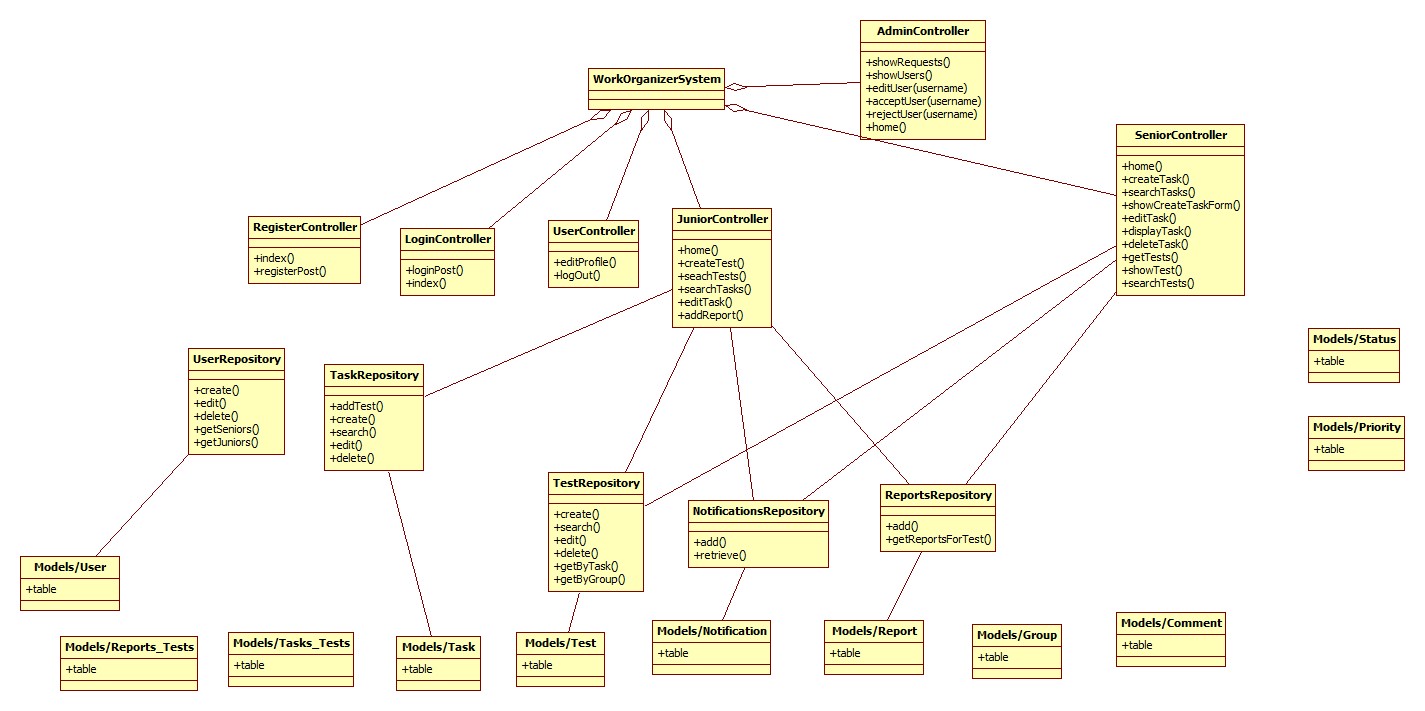 AdminController
+showRequests()
+showUsers()
+editUser(username)
+acceptUser(username)
+rejectUser(username)
+home()
WorkOrganizerSystem
SeniorController
+home()
+createTask()
+searchTasks()
+showCreateTaskForm()
+editTask()
+displayTask()
+deleteTask()
+getTests()
+showTest()
+searchTests()
RegisterController
+index()
+registerPost()
LoginController
+loginPost()
+index()
UserController
+editProfile()
+logOut()
JuniorController
+home()
+createTest()
+seachTests()
+searchTasks()
+editTask()
+addReport()
Models/Status
+table
UserRepository
+create()
+edit()
+delete()
+getSeniors()
+getJuniors()
TaskRepository
+addTest()
+create()
+search()
+edit()
+delete()
Models/Priority
+table
TestRepository
+create()
+search()
+edit()
+delete()
+getByTask()
+getByGroup()
NotificationsRepository
+add()
+retrieve()
ReportsRepository
+add()
+getReportsForTest()
Models/User
+table
Models/Reports_Tests
+table
Models/Tasks_Tests
+table
Models/Task
+table
Models/Test
+table
Models/Notification
+table
Models/Report
+table
Models/Group
+table
Models/Comment
+table